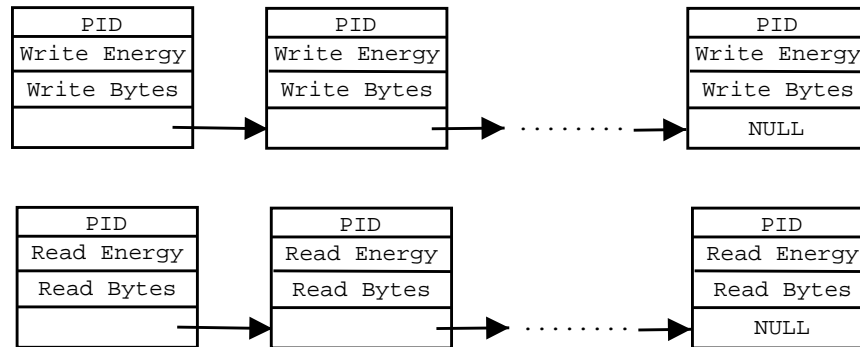 PID PID PID
Write Energy Write Energy Write Energy
Write Bytes Write Bytes Write Bytes
NULL
PID PID PID
Read Energy Read Energy Read Energy
Read Bytes Read Bytes Read Bytes
NULL